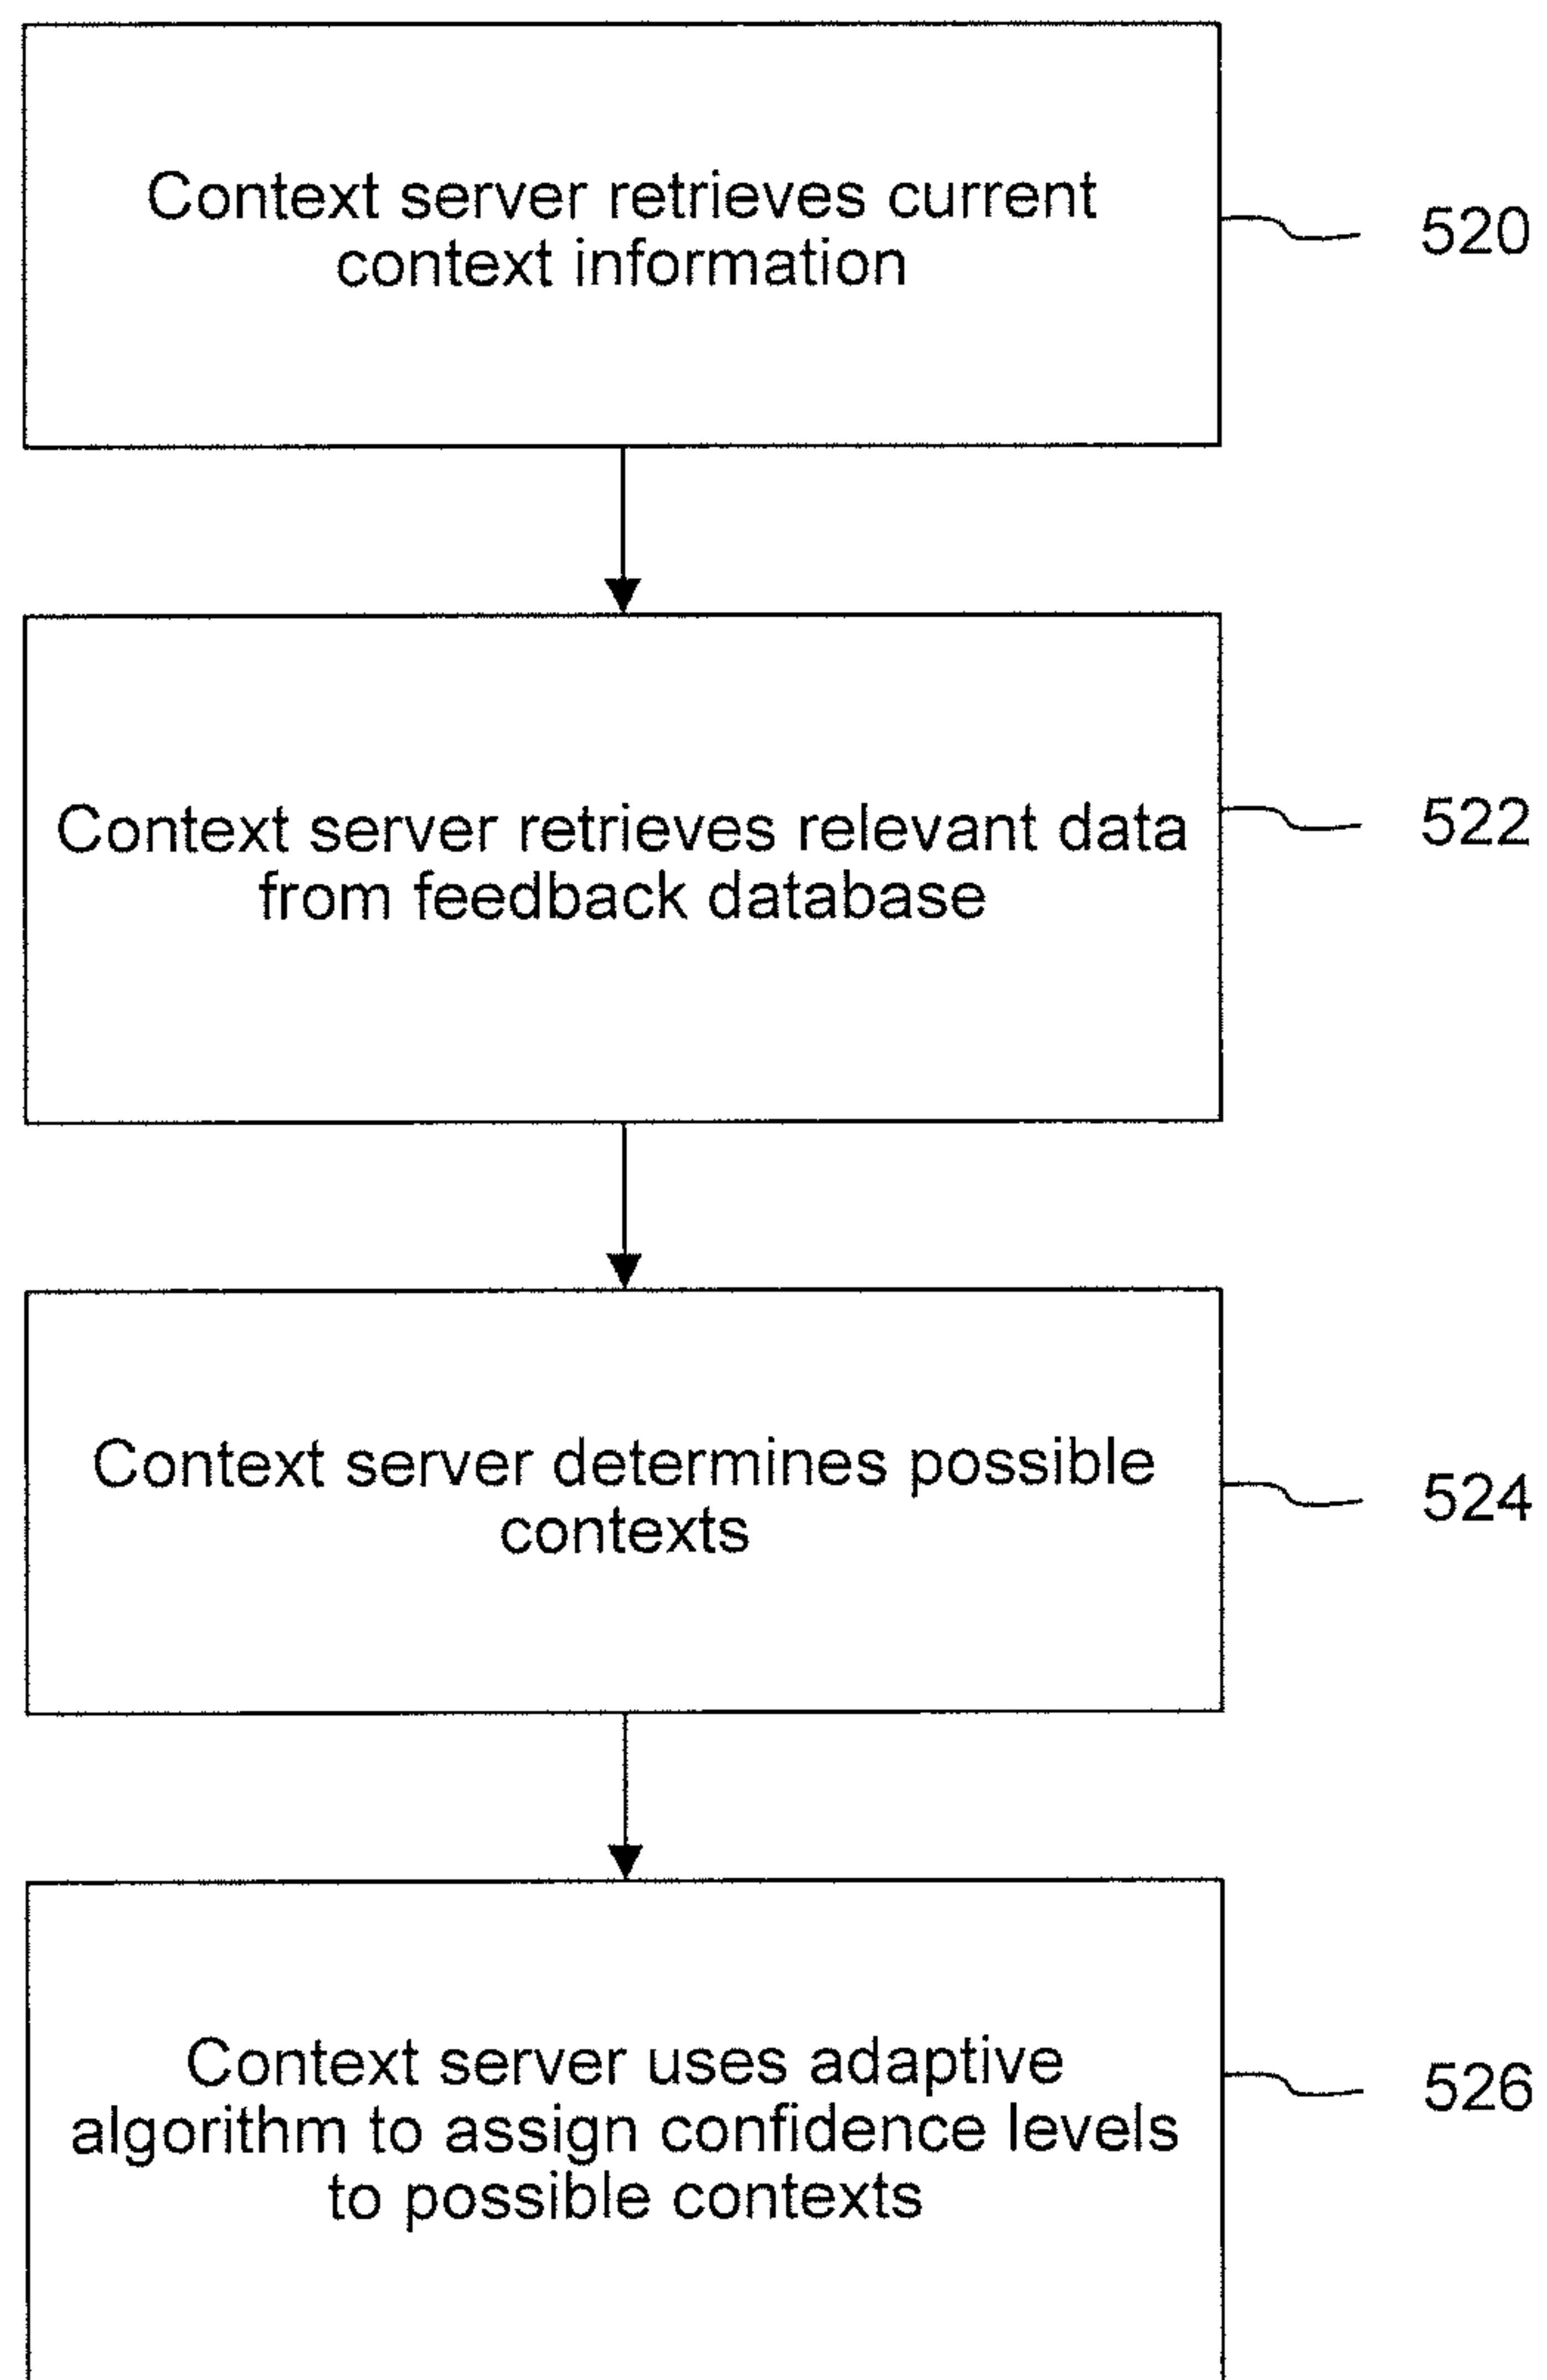 Context server retrieves current
context information
520
Context server retrieves relevant data
from feedback database
522
Context server determines possible
contexts
524
Context server uses adaptive
algorithm to assign confidence levels
to possible contexts
526